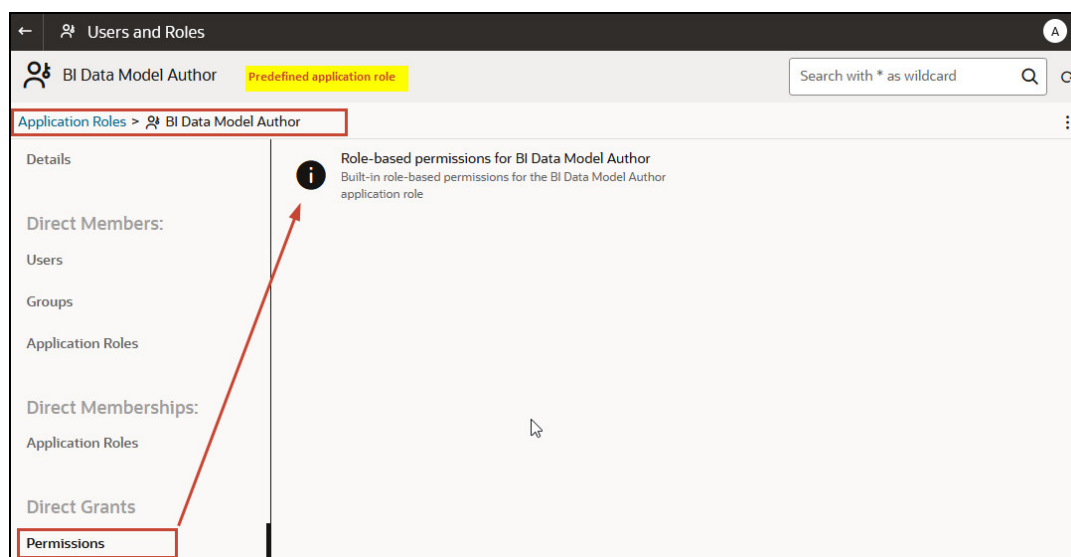 Users and Roles
A
BI Data Model Author
Predefined application role
Search with * as wildcard
Application Roles > BI Data Model Author
Details
Role-based permissions for BI Data Model Author
Built-in role-based permissions for the BI Data Model Author
application role
Direct Members:
Users
Groups
Application Roles
Direct Memberships:
Application Roles
Direct Grants
Permissions